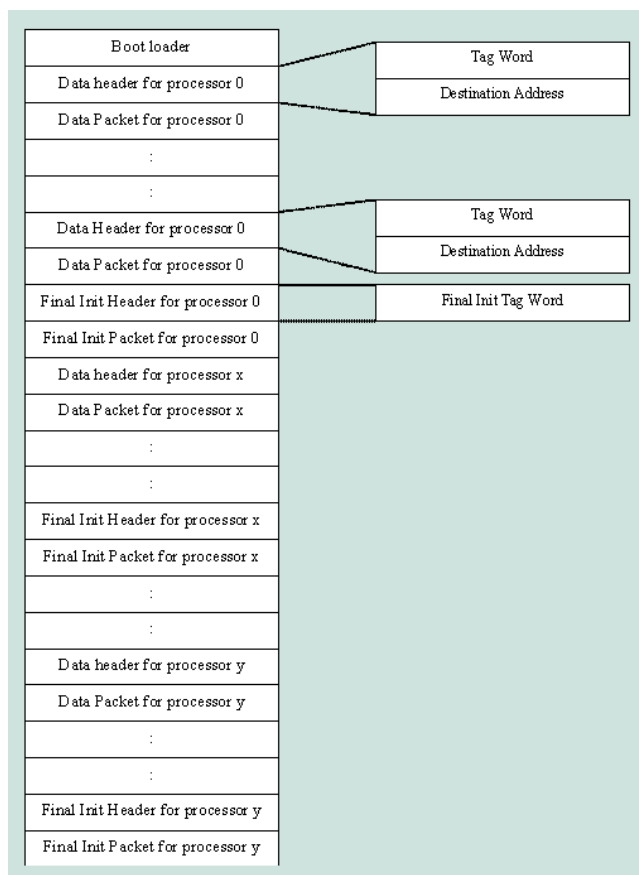 Boot loader
Data header for processor 0
Data Packet for processor 0
:
:
Data Header for processor 0
Data Packet for processor 0
Final Init Header for processor 0
Final Init Packet for processor 0
Data header for processor x
Data Packet for processor x
:
:
Final Init Header for processor x
Final Init Packet for processor x
:
:
Data header for processor y
Data Packet for processor y
:
:
Final Init Header for processor y
Final Init Packet for processor y
Tag Word
Destination Address
Tag Word
Destination Address
Final Init Tag Word